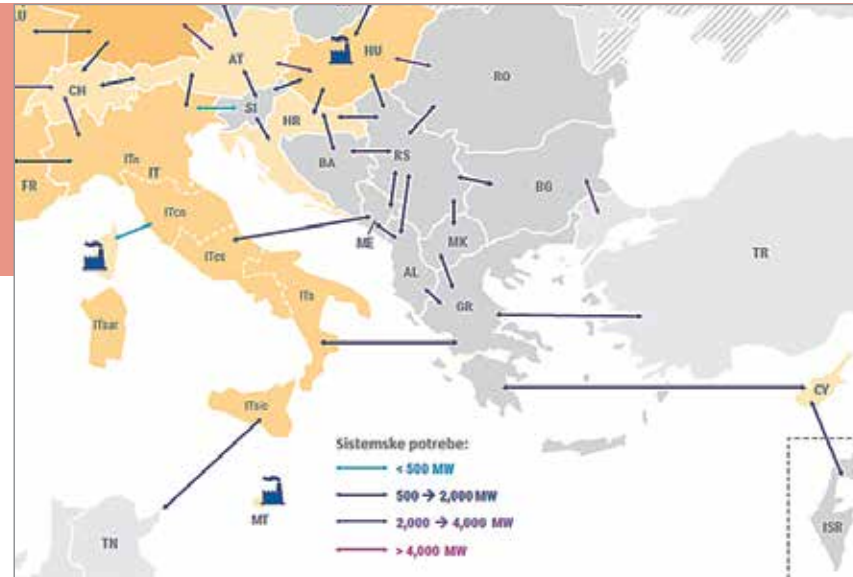 LU
AT
HU
CH
RO
SI
HR
ITn
IT
BA
RS
FR
BG
ITcn
ME
MK
TR
ITcs
AL
ITs
GR
ITsar
CY
ITsic
Sistemske potrebe:
< 500 MW
500 → 2,000 MW
MT
2,000 → 4,000 MW
ISR
TN
> 4,000 MW